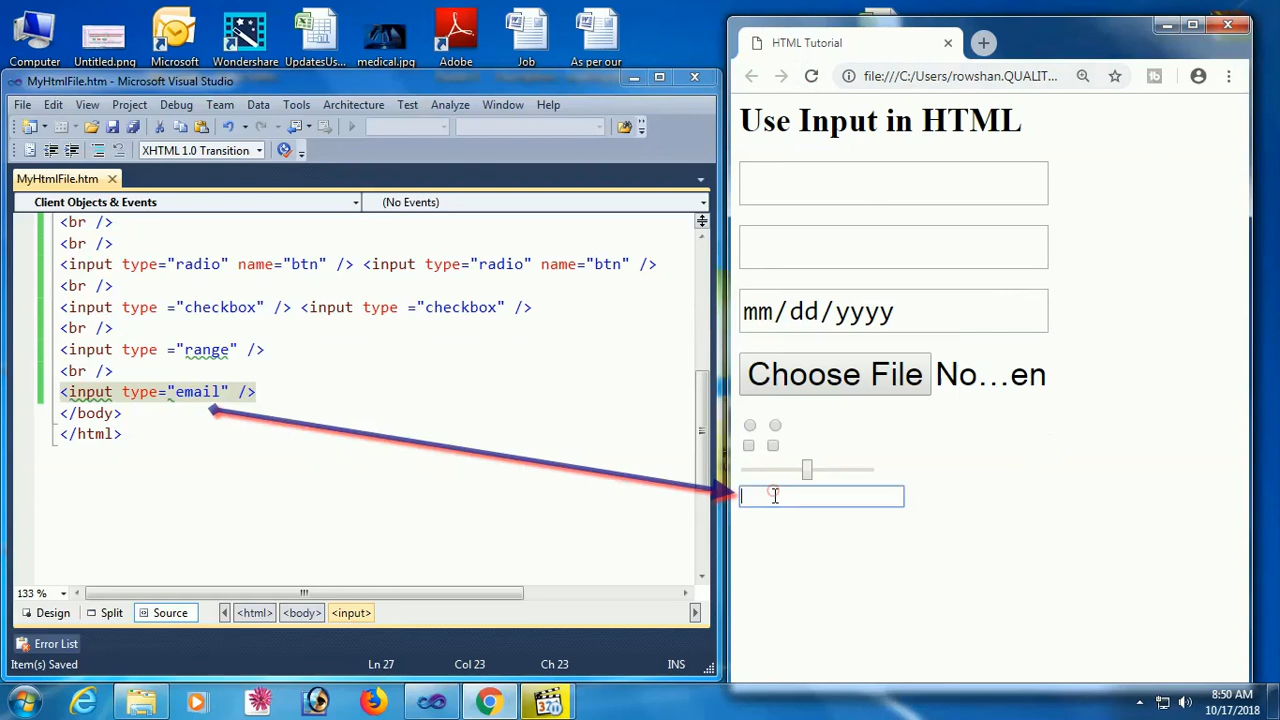 Computer
Untitled.png
Microsoft
Wondershare
UpdatesUs...
medical.jpg
Adobe
Job
As per our
MyHtmlFile.htm - Microsoft Visual Studio
File Edit View Project Debug Team Data Tools Architecture Test Analyze Window Help
XHTML 1.0 Transition
MyHtmlFile.htm
Client Objects & Events
(No Events)
<br />
<br />
<input type="radio" name="btn" /> <input type="radio" name="btn" />
<br />
<input type ="checkbox" /> <input type ="checkbox" />
<br />
<input type ="range" />
<br />
<input type="email" />
</body>
</html>
133 %
Design Split Source <html> <body> <input>
Error List
Item(s) Saved Ln 27 Col 23 Ch 23 INS
HTML Tutorial
file:///C:/Users/rowshan.QUALIT...
Use Input in HTML
mm/dd/yyyy
Choose File No...en
8:50 AM
10/17/2018